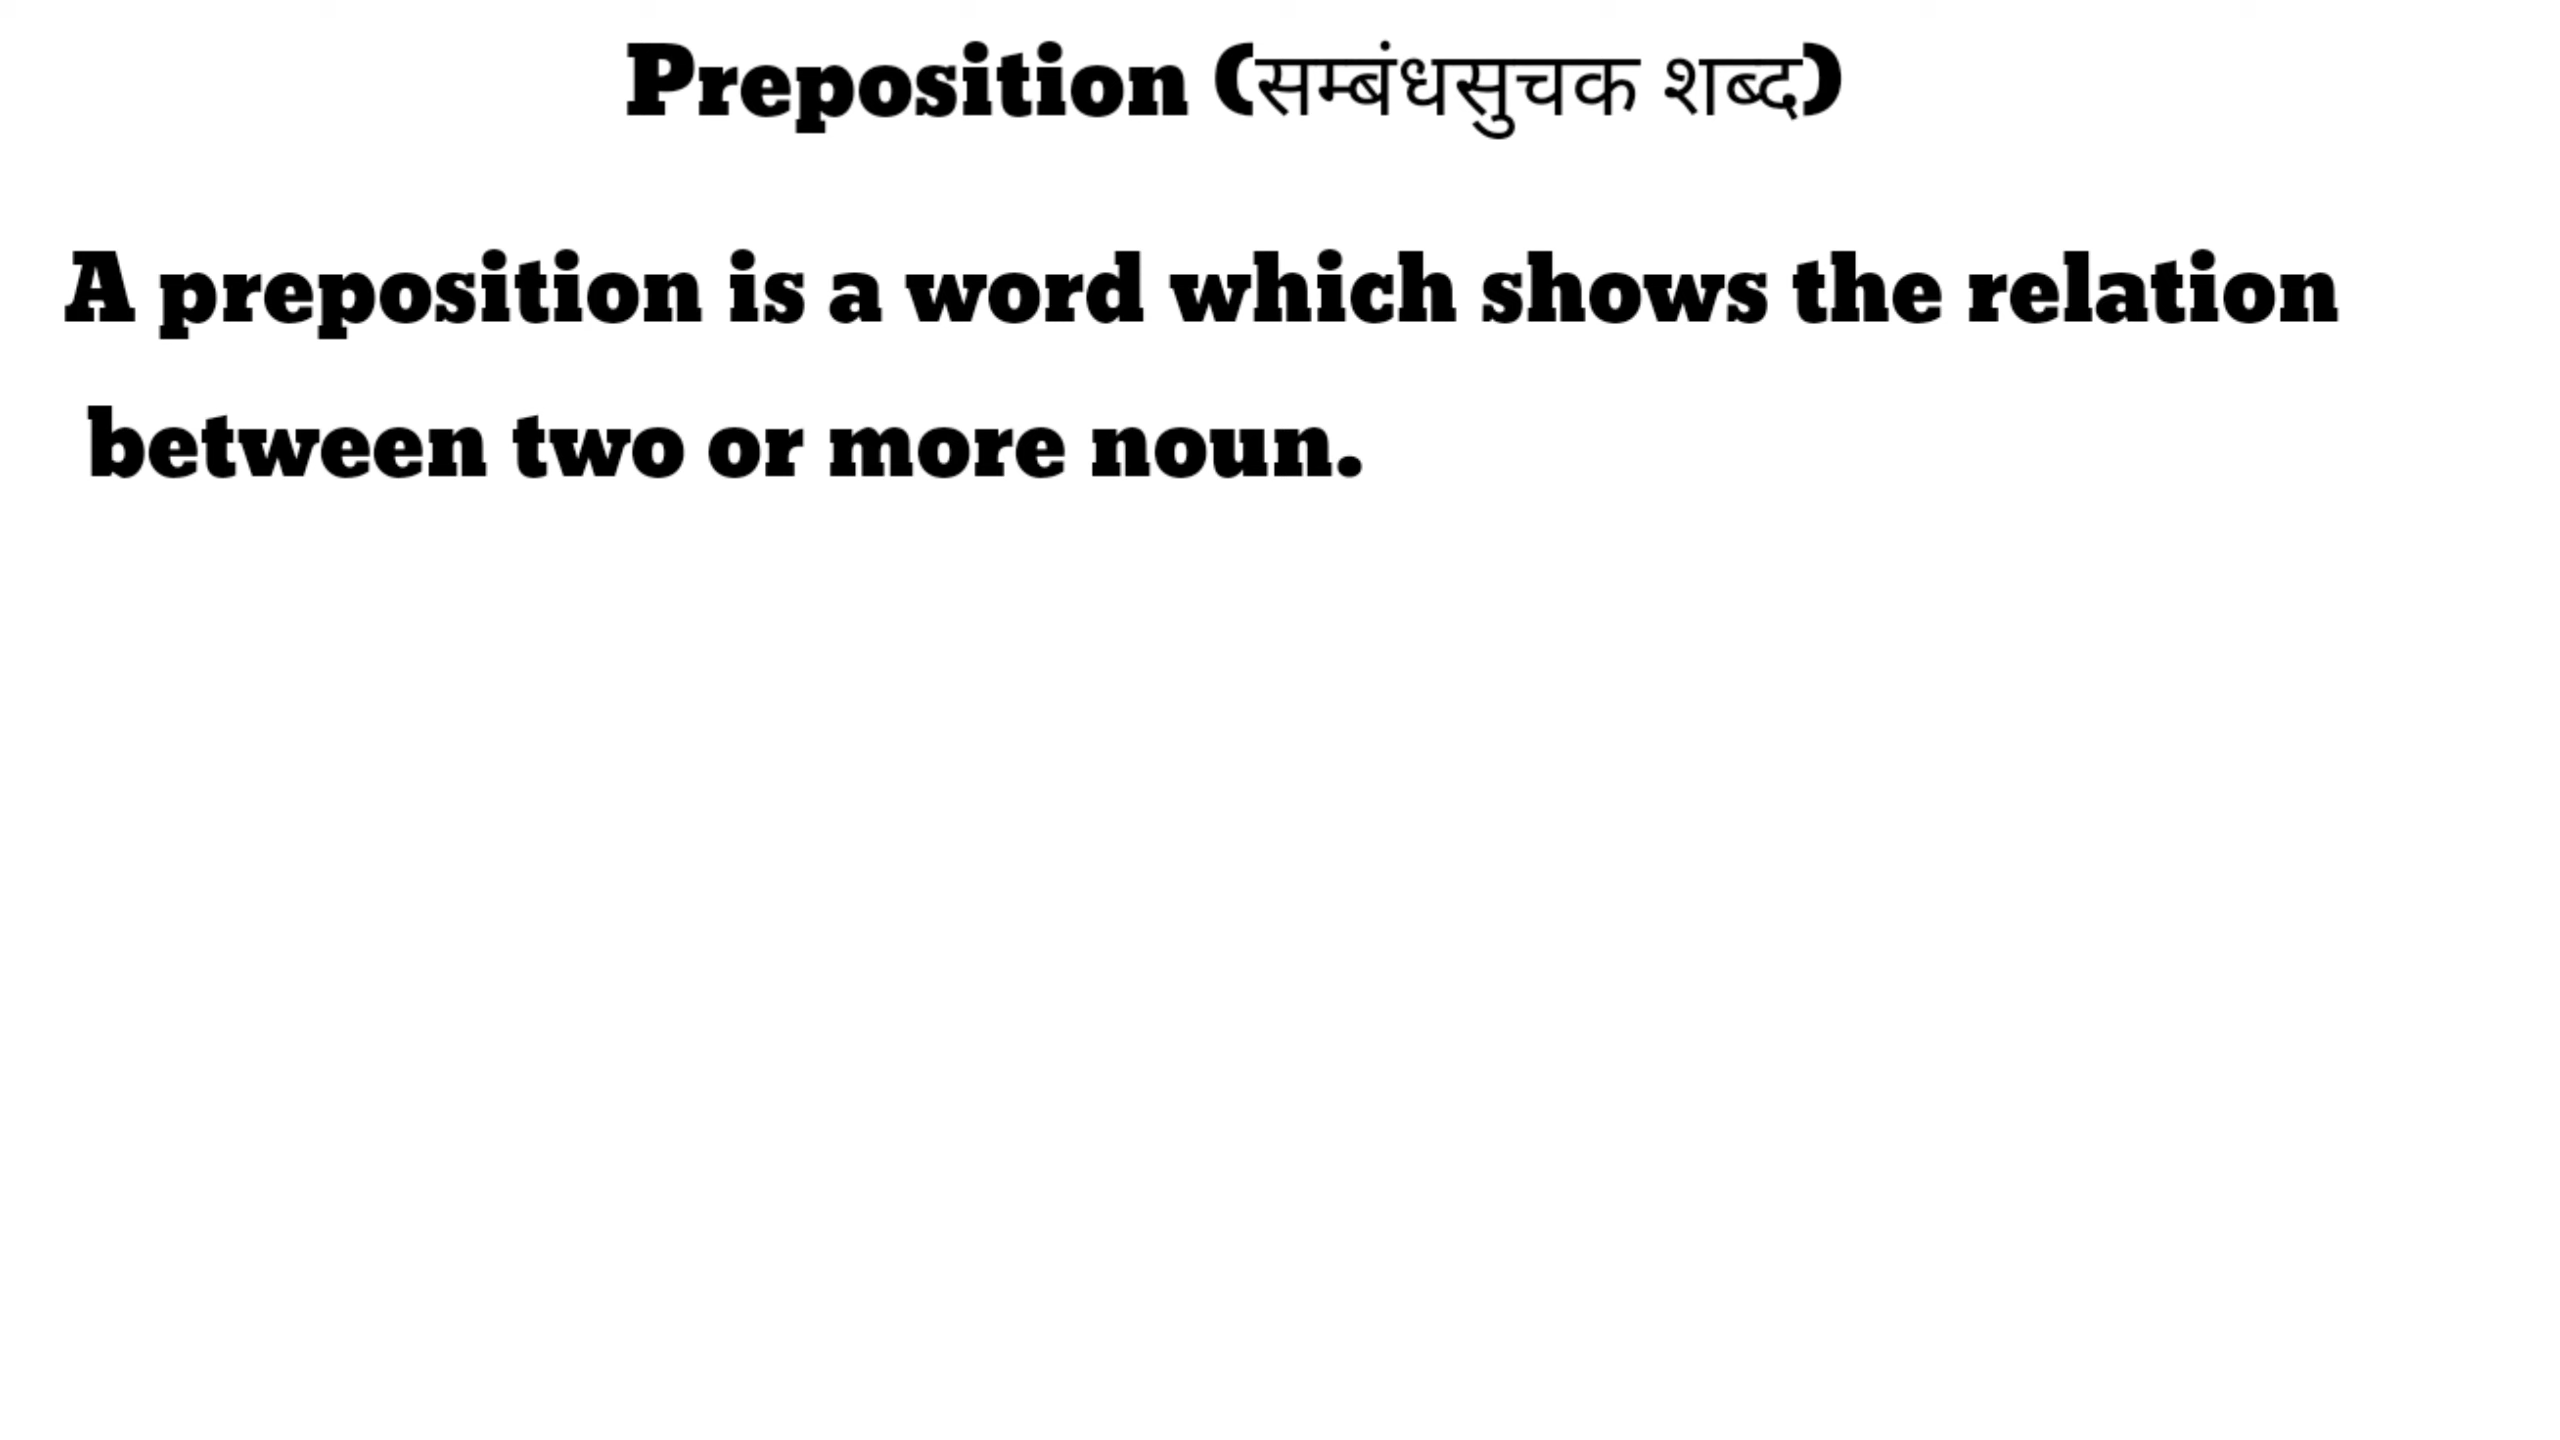 Preposition (सम्बंधसुचक शब्द)
A preposition is a word which shows the relation
between two or more noun.